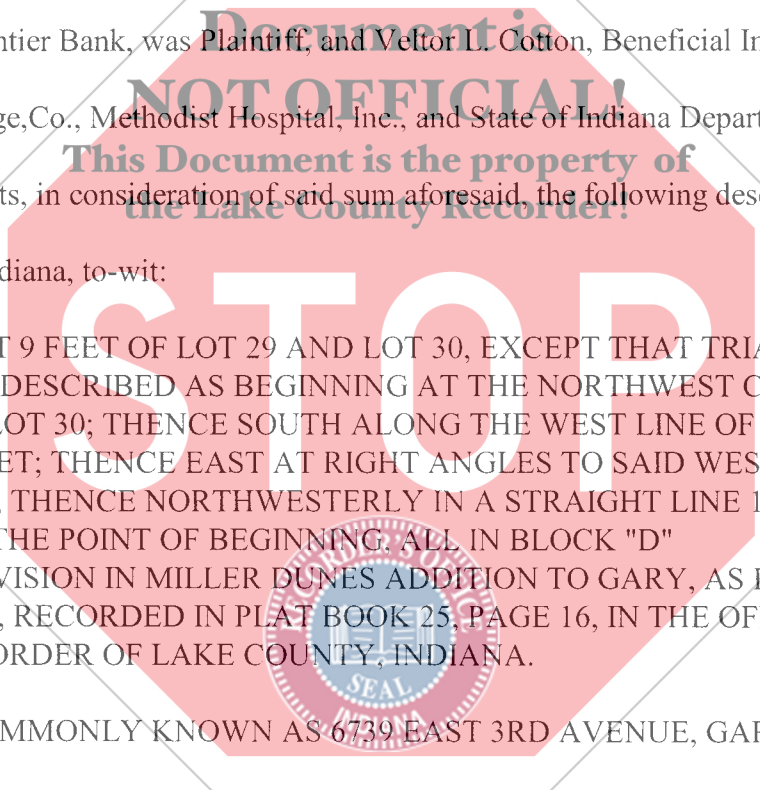 Document is
ntier Bank, was Plaintiff, and Veltor L. Cotton, Beneficial In
NOT OFFICIAL!
ge,Co., Methodist Hospital, Inc., and State of Indiana Depart
This Document is the property of
ts, in consideration of said sum aforesaid, the following des
the Lake County Recorder!
diana, to-wit:
STOP
T 9 FEET OF LOT 29 AND LOT 30, EXCEPT THAT TRIA
DESCRIBED AS BEGINNING AT THE NORTHWEST C
LOT 30; THENCE SOUTH ALONG THE WEST LINE OF
ET; THENCE EAST AT RIGHT ANGLES TO SAID WES
, THENCE NORTHWESTERLY IN A STRAIGHT LINE 1
THE POINT OF BEGINNING, ALL IN BLOCK "D"
VISION IN MILLER DUNES ADDITION TO GARY, AS
, RECORDED IN PLAT BOOK 25, PAGE 16, IN THE OF
ORDER OF LAKE COUNTY, INDIANA.
RECORDER'S OFFICE
SEAL
INDIANA
OMMONLY KNOWN AS 6739 EAST 3RD AVENUE, GAR